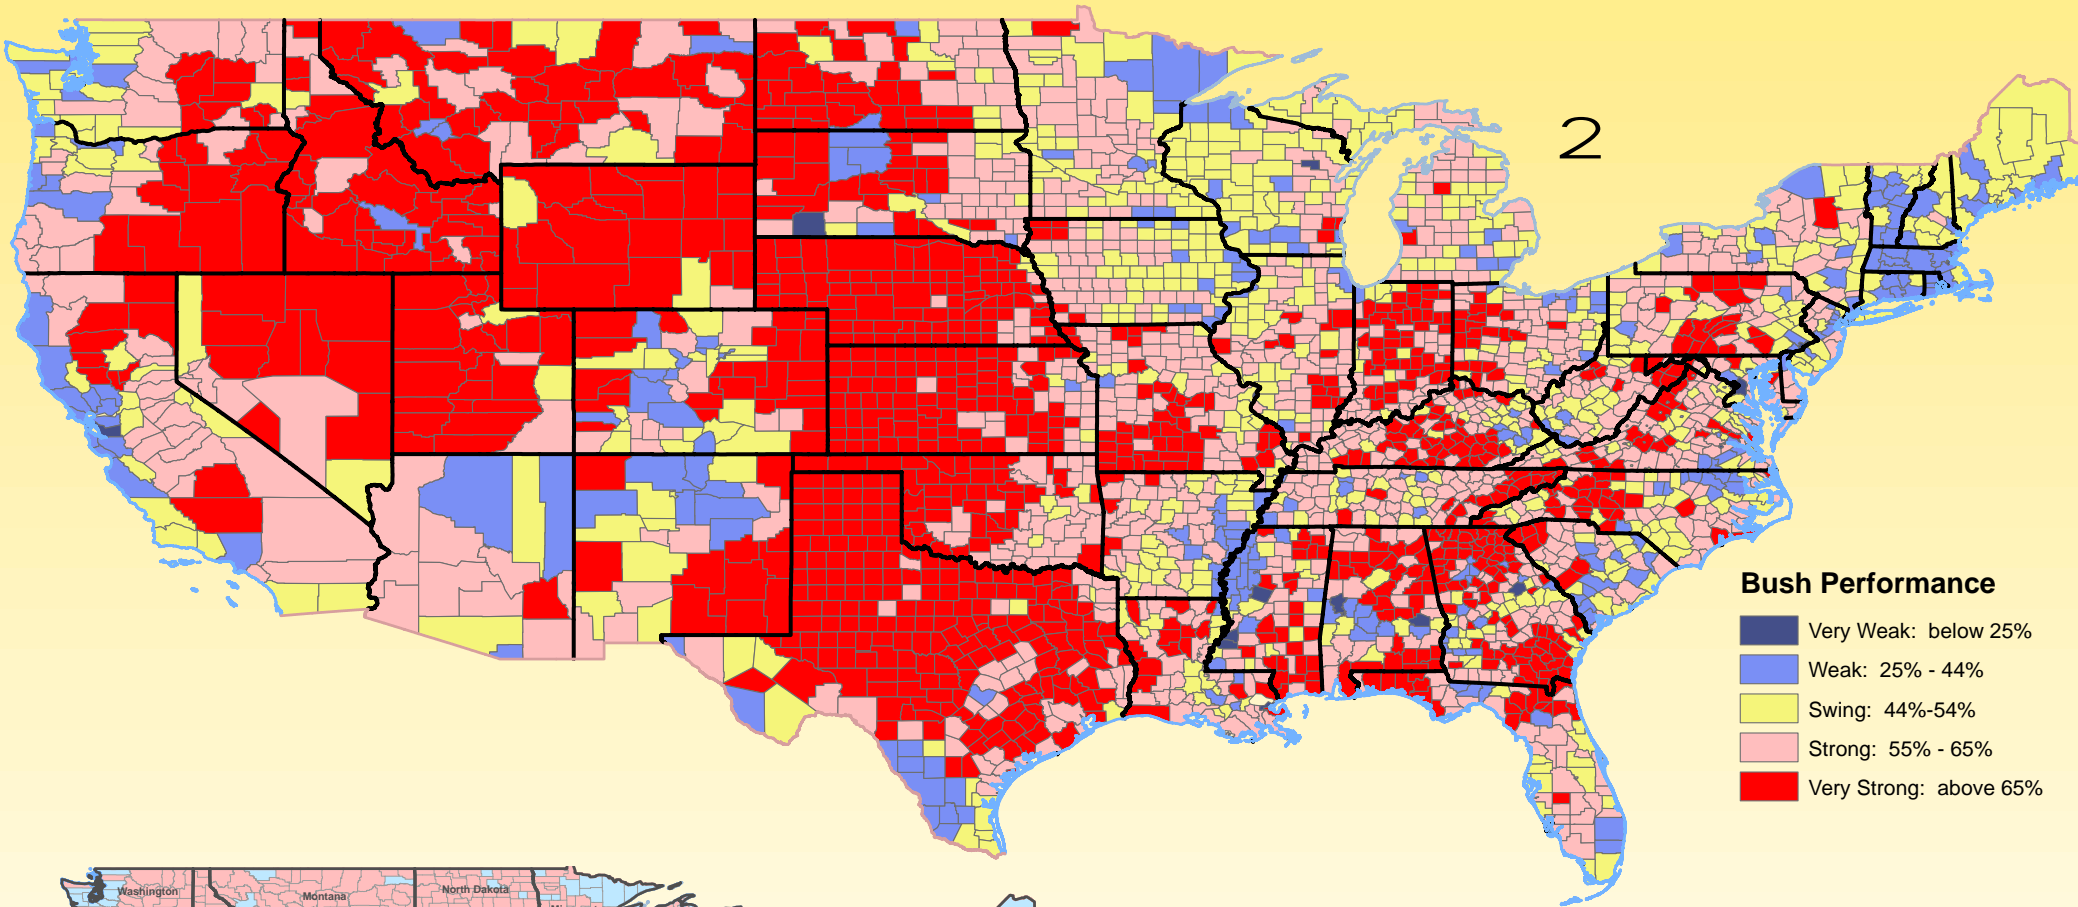 2
Bush Performance
Very Weak: below 25%
Weak: 25% - 44%
Swing: 44%-54%
Strong: 55% - 65%
Very Strong: above 65%
Washington
Montana
North Dakota